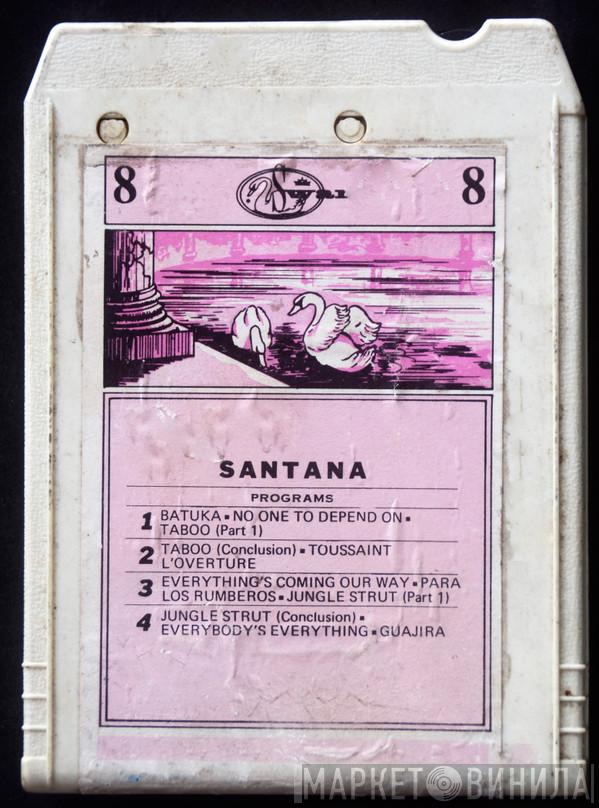 8 Swan 8
SANTANA
PROGRAMS
1 BATUKA ▪ NO ONE TO DEPEND ON ▪
TABOO (Part 1)
2 TABOO (Conclusion) ▪ TOUSSAINT
L'OVERTURE
3 EVERYTHING'S COMING OUR WAY ▪ PARA
LOS RUMBEROS ▪ JUNGLE STRUT (Part 1)
4 JUNGLE STRUT (Conclusion) ▪
EVERYBODY'S EVERYTHING ▪ GUAJIRA
МАРКЕТ ВИНИЛА